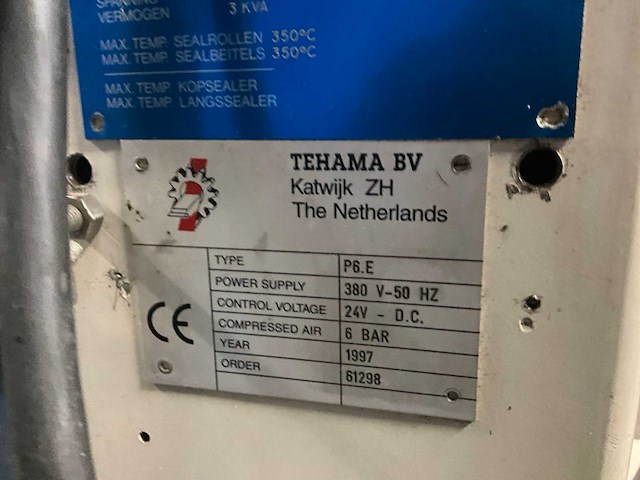 SPANNING
VERMOGEN 3 KVA
MAX. TEMP. SEALROLLEN 350°C
MAX. TEMP. SEALBEITELS 350°C
MAX. TEMP. KOPSEALER
MAX. TEMP. LANGSSEALER
TEHAMA BV
Katwijk ZH
The Netherlands
TYPE P6.E
POWER SUPPLY 380 V-50 HZ
CONTROL VOLTAGE 24V - D.C.
COMPRESSED AIR 6 BAR
YEAR 1997
ORDER 61298
CE